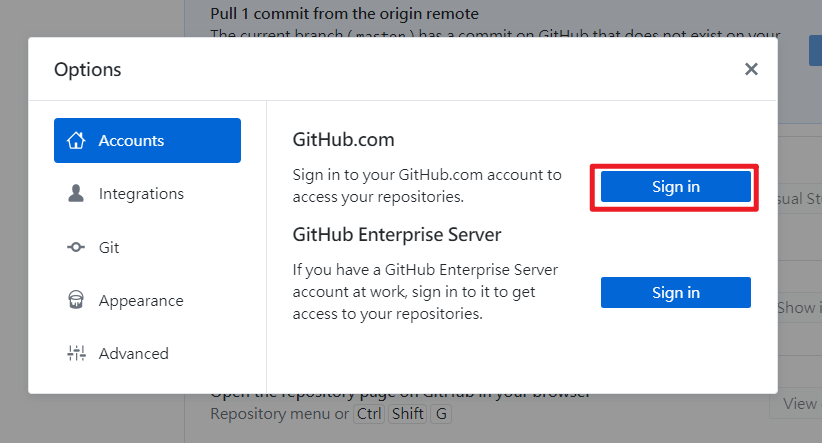 Pull 1 commit from the origin remote
The current branch (master) has a commit on GitHub that does not exist on your
Options
Accounts
Integrations
Git
Appearance
Advanced
GitHub.com
Sign in to your GitHub.com account to
access your repositories.
Sign in
GitHub Enterprise Server
If you have a GitHub Enterprise Server
account at work, sign in to it to get
access to your repositories.
Sign in
sual St
Show i
Open the repository page on GitHub in your browser
Repository menu or Ctrl Shift G
View